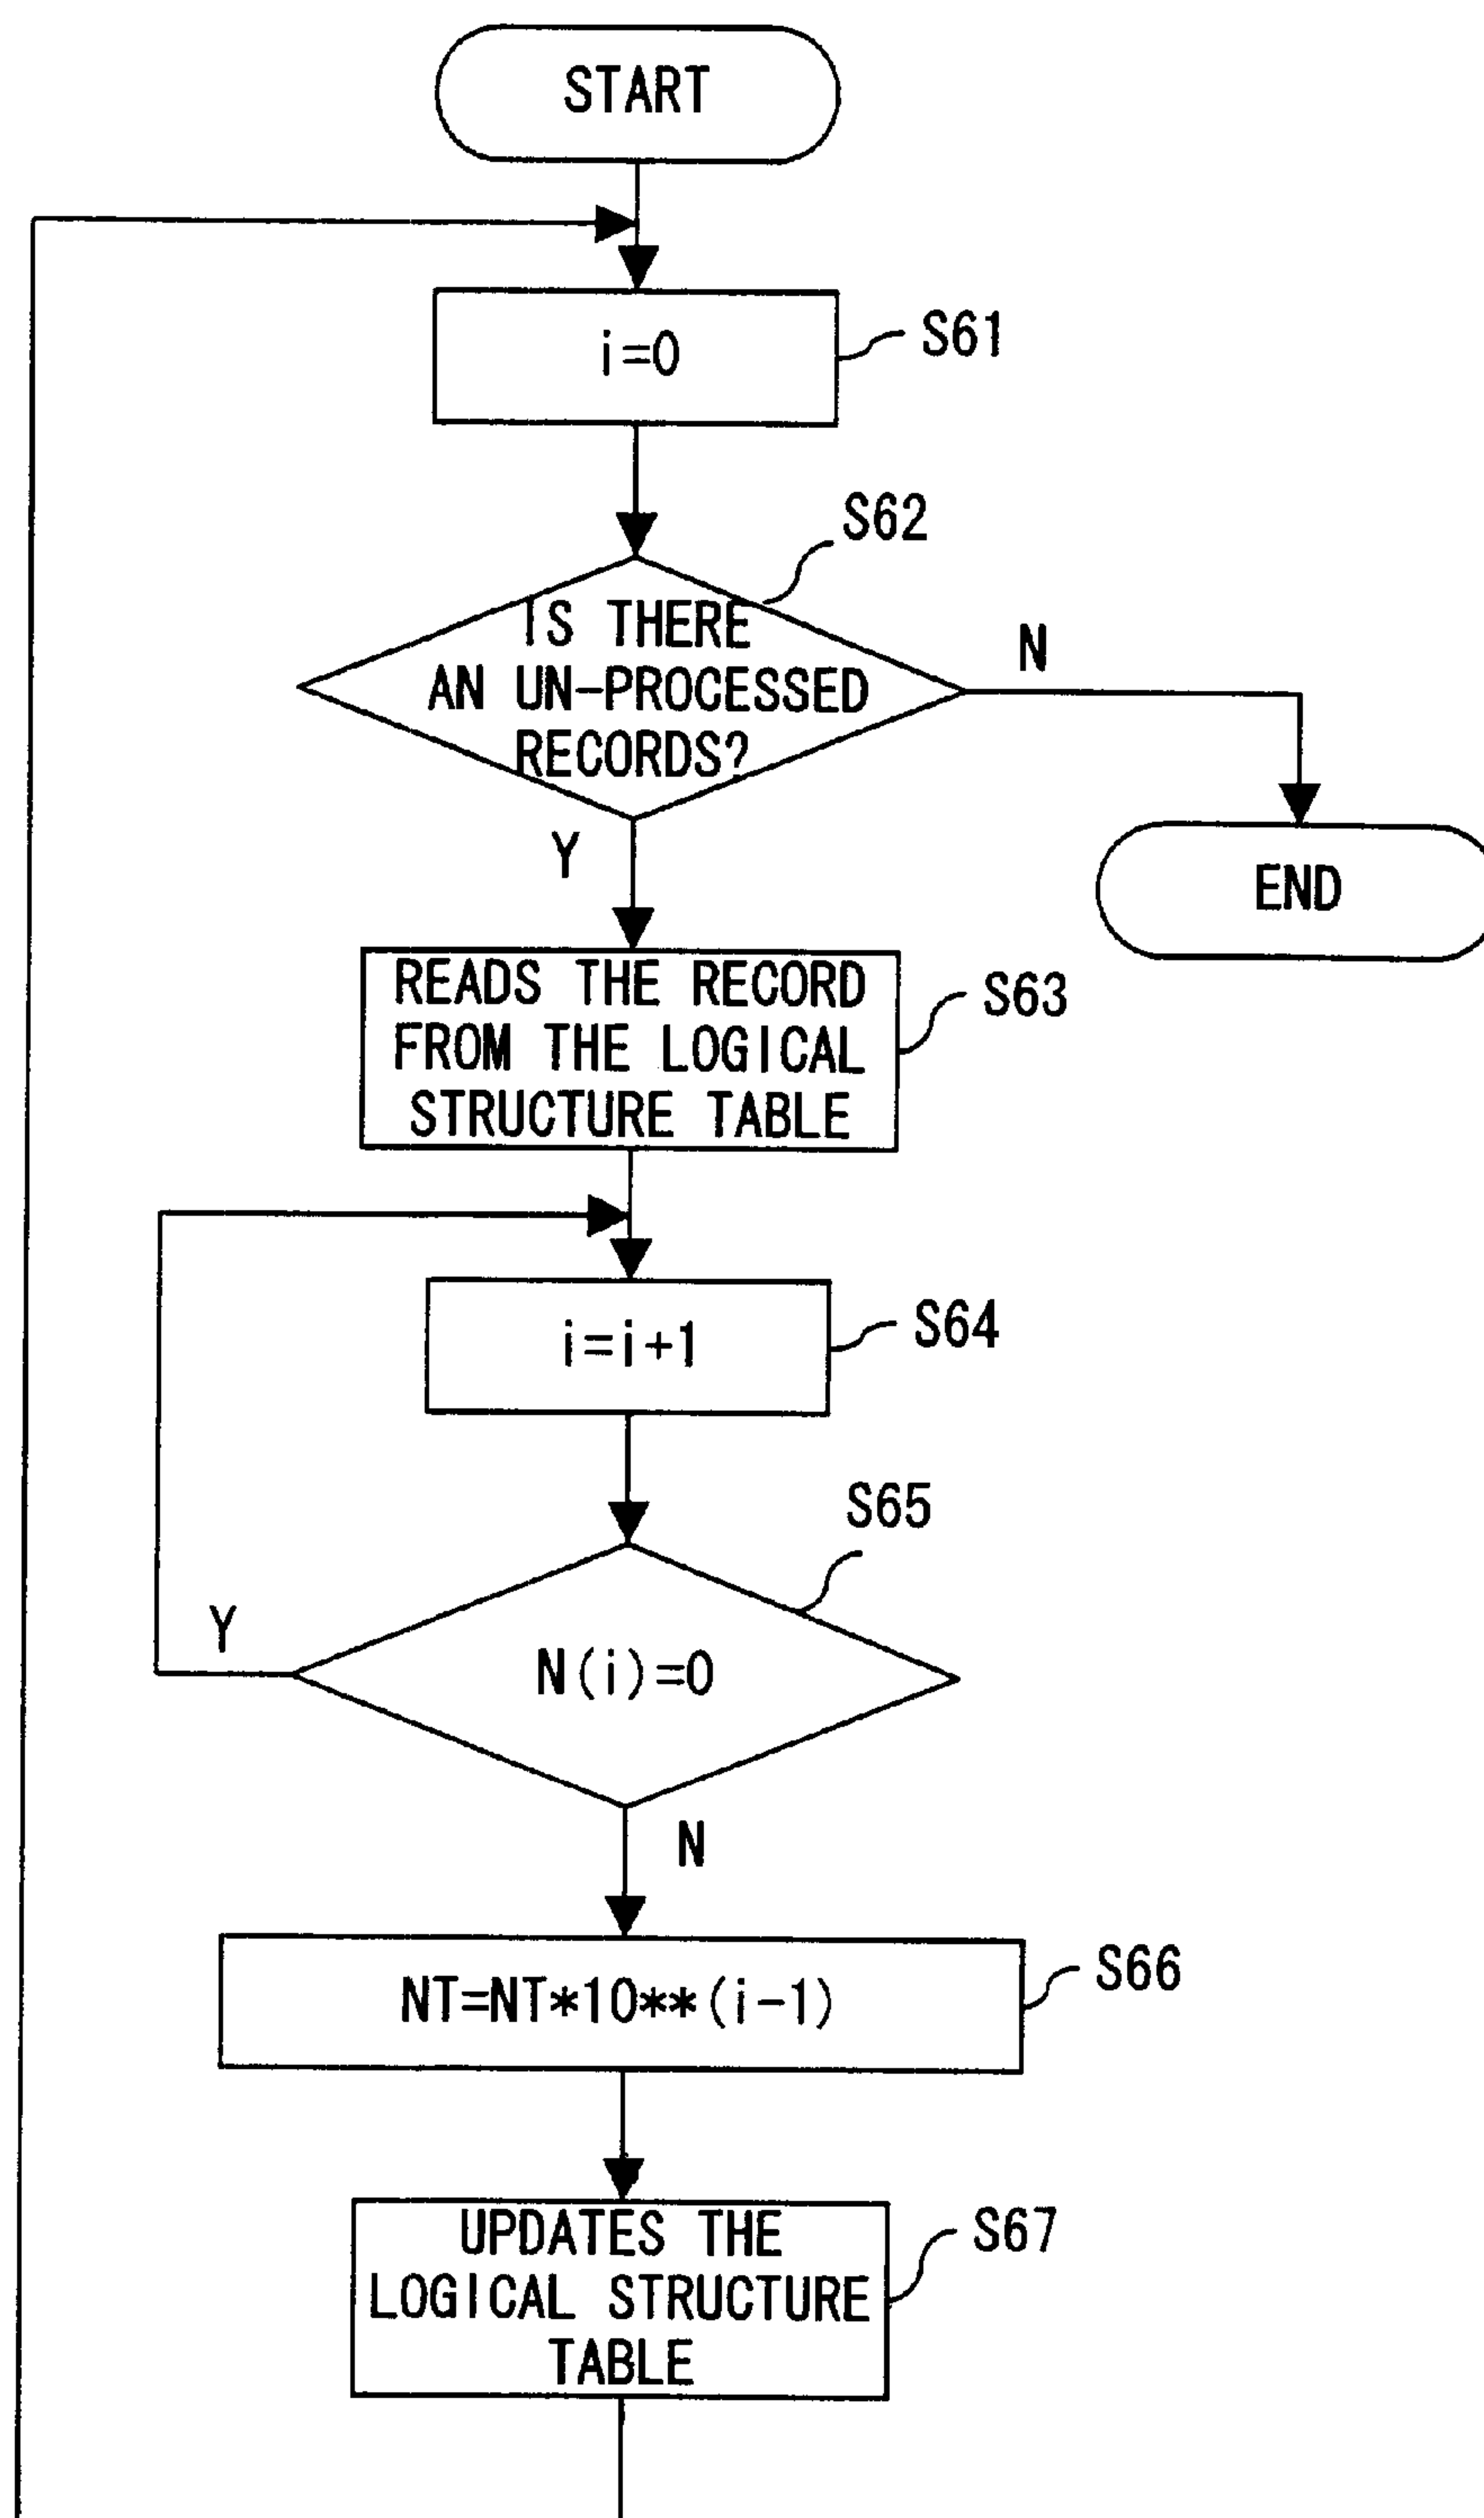 START
i=0
S61
S62
IS THERE
AN UN-PROCESSED
RECORDS?
N
Y
END
READS THE RECORD
FROM THE LOGICAL
STRUCTURE TABLE
S63
i=i+1
S64
S65
Y
N(i)=0
N
NT=NT*10**(i-1)
S66
UPDATES THE
LOGICAL STRUCTURE
TABLE
S67